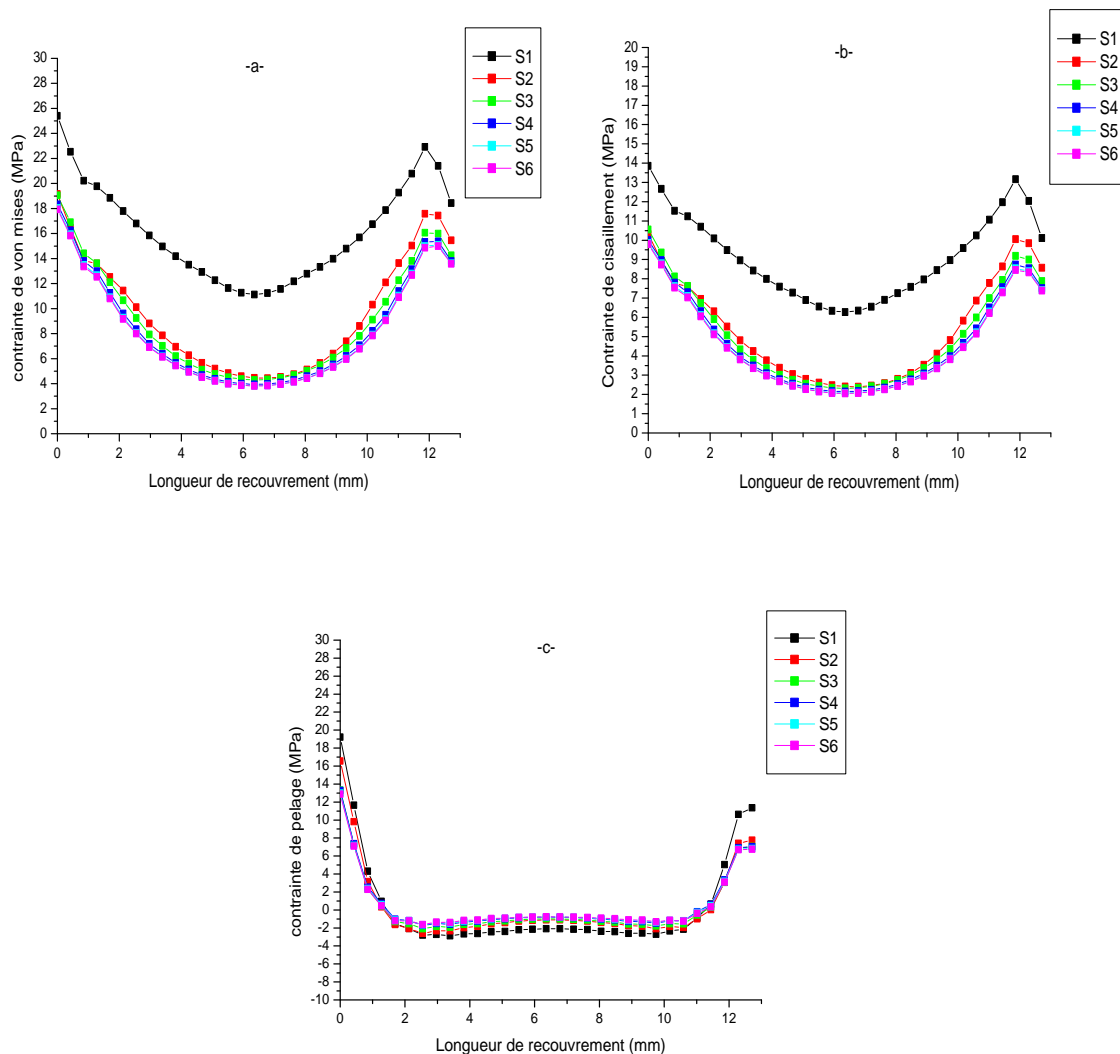 -a-
S1
S2
S3
S4
S5
S6
contrainte de von mises (MPa)
30
28
26
24
22
20
18
16
14
12
10
8
6
4
2
0
0 2 4 6 8 10 12
Longueur de recouvrement (mm)
-b-
S1
S2
S3
S4
S5
S6
Contrainte de cisaillement (MPa)
20
19
18
17
16
15
14
13
12
11
10
9
8
7
6
5
4
3
2
1
0
0 2 4 6 8 10 12
Longueur de recouvrement (mm)
-c-
S1
S2
S3
S4
S5
S6
contrainte de pelage (MPa)
30
28
26
24
22
20
18
16
14
12
10
8
6
4
2
0
-2
-4
-6
-8
-10
0 2 4 6 8 10 12
Longueur de recouvrement (mm)